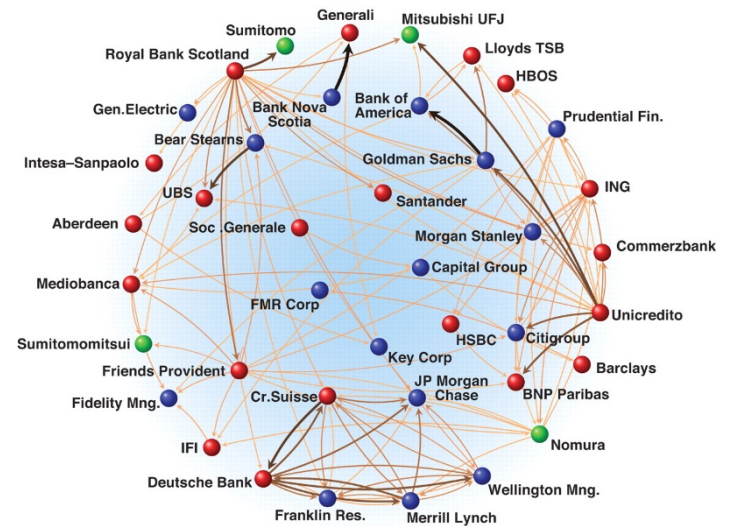 Generali
Sumitomo
Mitsubishi UFJ
Royal Bank Scotland
Lloyds TSB
HBOS
Gen.Electric
Bank Nova
Scotia
Bank of
America
Prudential Fin.
Bear Stearns
Goldman Sachs
Intesa–Sanpaolo
UBS
Santander
ING
Aberdeen
Soc .Generale
Morgan Stanley
Commerzbank
Capital Group
Mediobanca
FMR Corp
Unicredito
Sumitomomitsui
HSBC
Citigroup
Key Corp
Barclays
Friends Provident
JP Morgan
Chase
BNP Paribas
Fidelity Mng.
Cr.Suisse
IFI
Nomura
Deutsche Bank
Wellington Mng.
Franklin Res.
Merrill Lynch